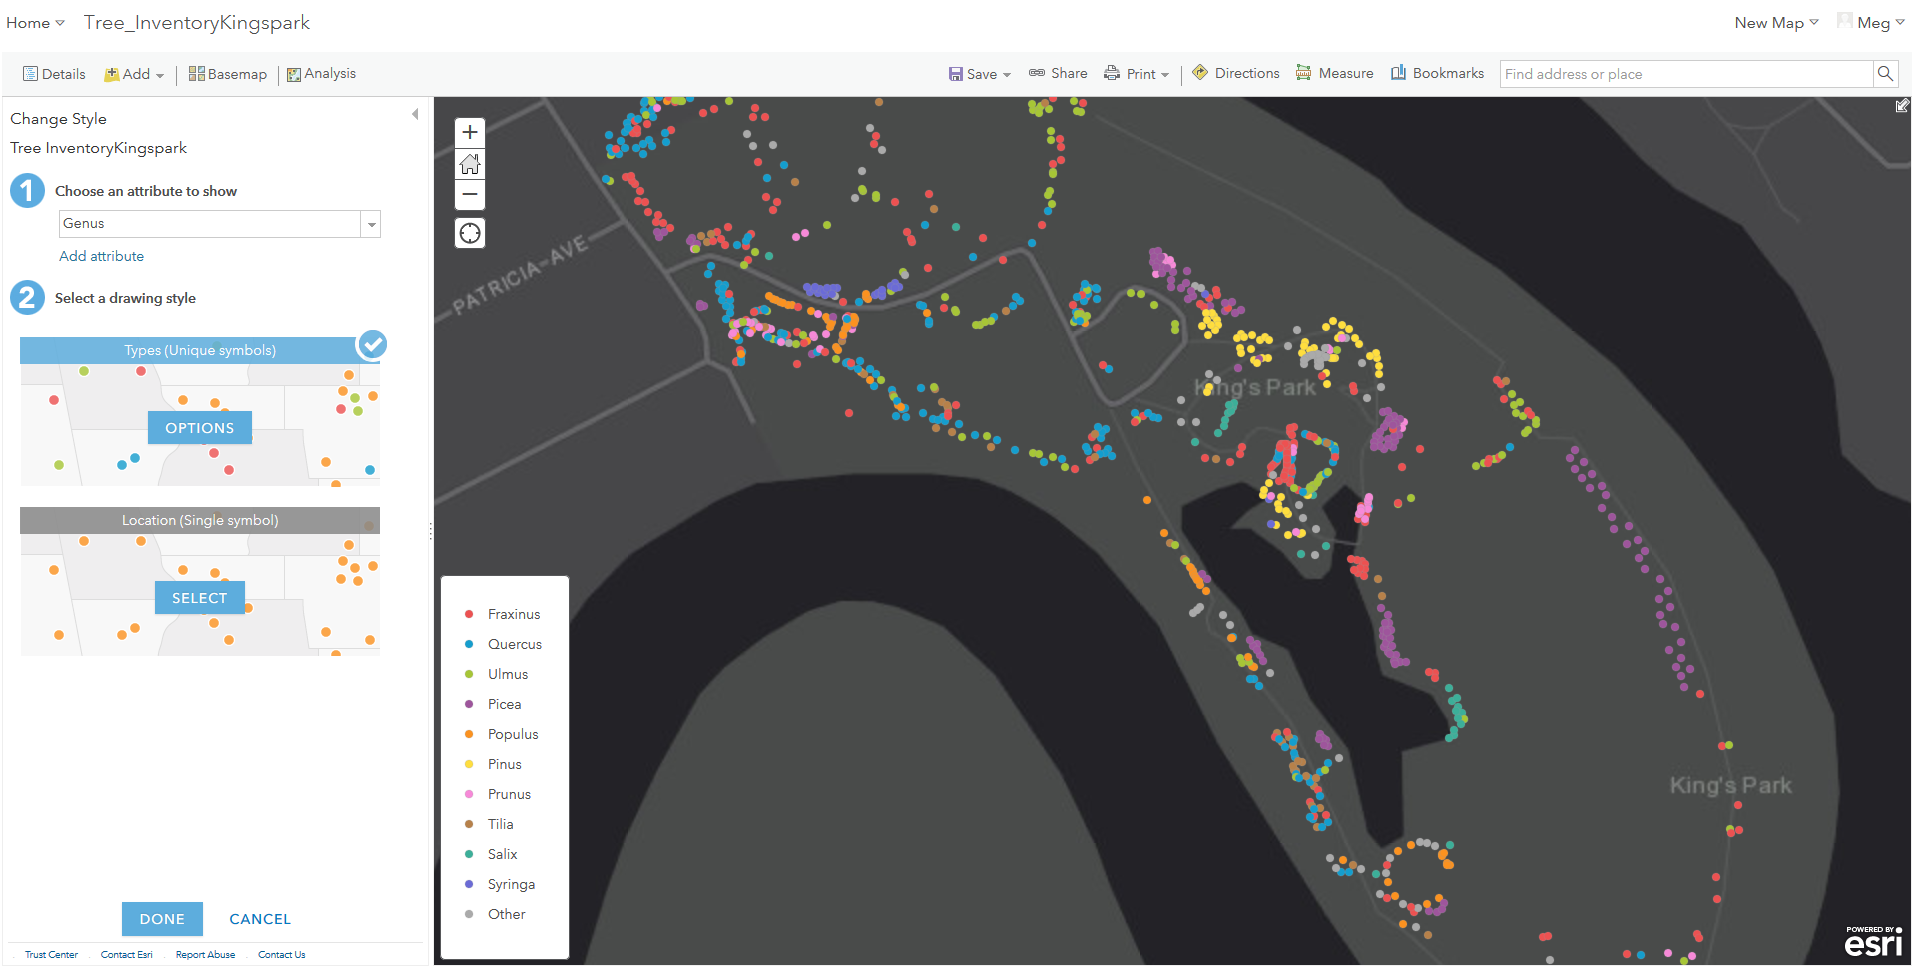 Home
Tree_InventoryKingspark
New Map
Meg
Details
Add
Basemap
Analysis
Save
Share
Print
Directions
Measure
Bookmarks
Find address or place
Change Style
Tree InventoryKingspark
1
Choose an attribute to show
Genus
Add attribute
2
Select a drawing style
Types (Unique symbols)
OPTIONS
Location (Single symbol)
SELECT
DONE
CANCEL
Trust Center
Contact Esri
Report Abuse
Contact Us
PATRICIA-AVE
King's Park
King's Park
Fraxinus
Quercus
Ulmus
Picea
Populus
Pinus
Prunus
Tilia
Salix
Syringa
Other
POWERED BY
esri